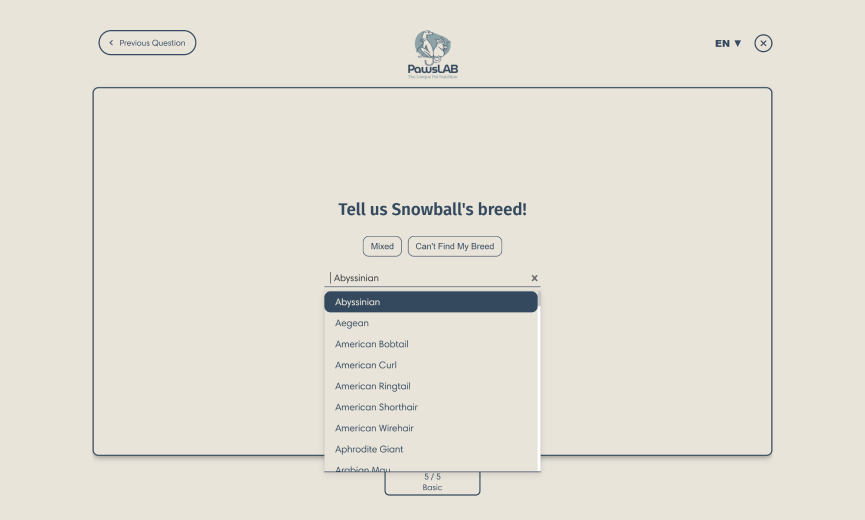 Previous Question
PawsLAB
EN ▼
Tell us Snowball's breed!
Mixed
Can't Find My Breed
Abyssinian
Abyssinian
Aegean
American Bobtail
American Curl
American Ringtail
American Shorthair
American Wirehair
Aphrodite Giant
Arabian Mau
5 / 5
Basic